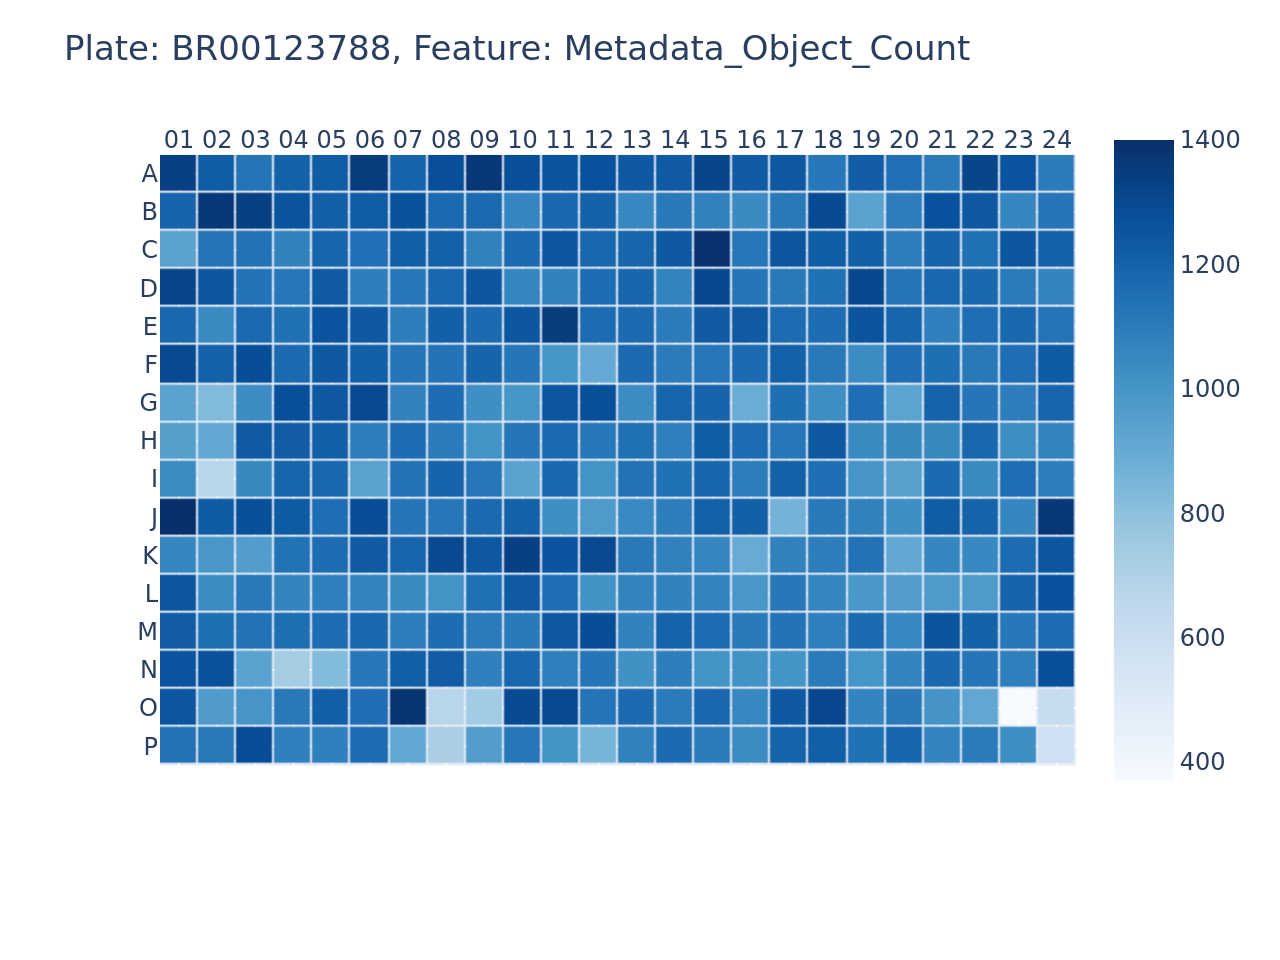 Plate: BR00123788, Feature: Metadata_Object_Count
01 02 03 04 05 06 07 08 09 10 11 12 13 14 15 16 17 18 19 20 21 22 23 24
1400
A
B
C
1200
D
E
F
1000
G
H
I
800
J
K
L
600
M
N
O
P
400